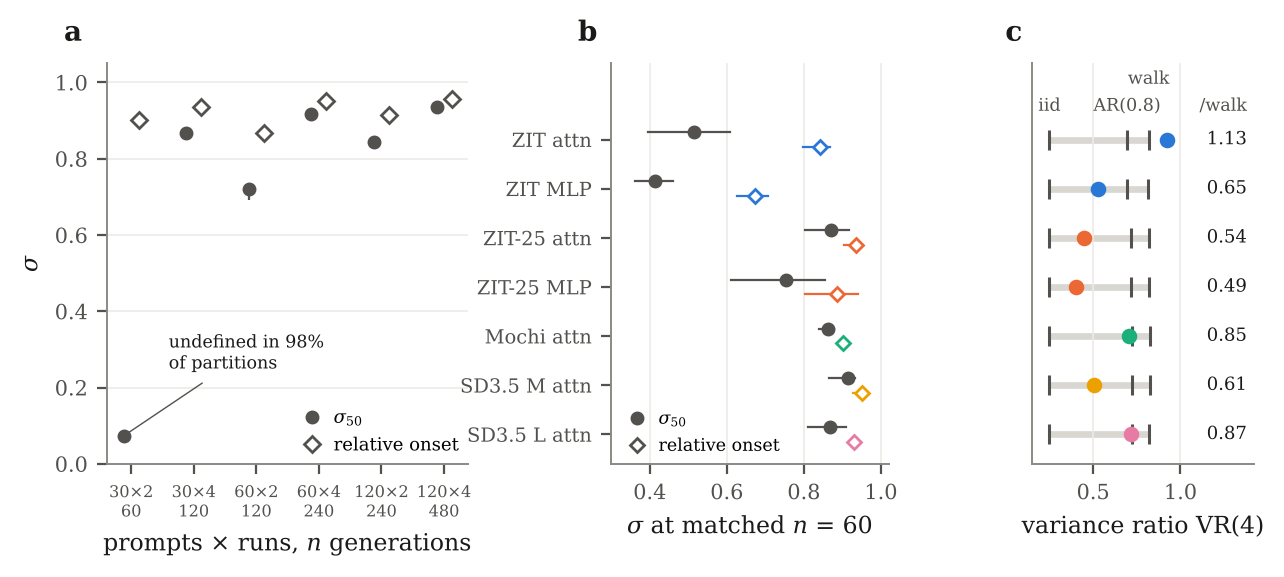 a
σ
1.0
0.8
0.6
0.4
0.2
0.0
undefined in 98%
of partitions
σ50
relative onset
30×2 30×4 60×2 60×4 120×2 120×4
60 120 120 240 240 480
prompts × runs, n generations
b
ZIT attn
ZIT MLP
ZIT-25 attn
ZIT-25 MLP
Mochi attn
SD3.5 M attn
SD3.5 L attn
σ50
relative onset
0.4 0.6 0.8 1.0
σ at matched n = 60
c
walk
iid AR(0.8) /walk
1.13
0.65
0.54
0.49
0.85
0.61
0.87
0.5 1.0
variance ratio VR(4)